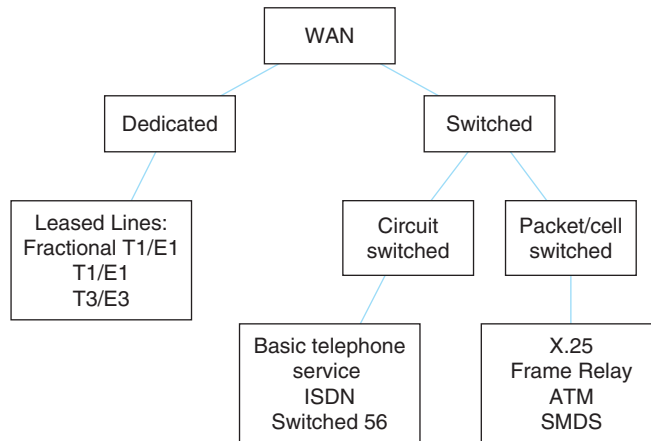 WAN
Dedicated
Switched
Leased Lines:
Fractional T1/E1
T1/E1
T3/E3
Circuit
switched
Packet/cell
switched
Basic telephone
service
ISDN
Switched 56
X.25
Frame Relay
ATM
SMDS